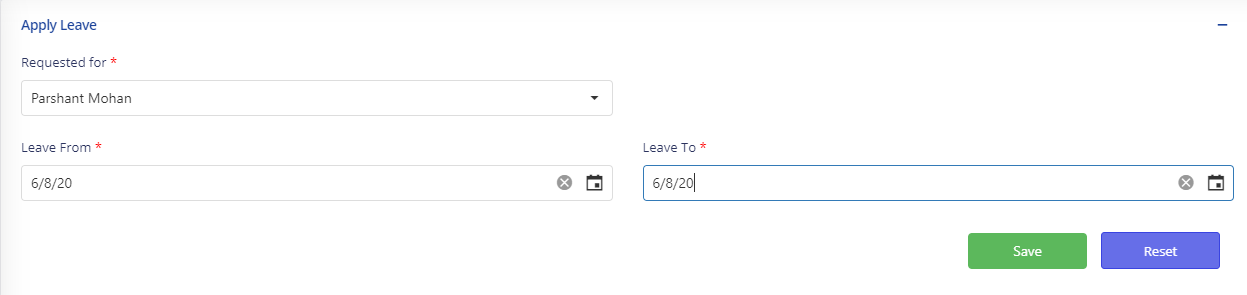 Apply Leave
Requested for *
Parshant Mohan
Leave From *
Leave To *
6/8/20
6/8/20
Save
Reset